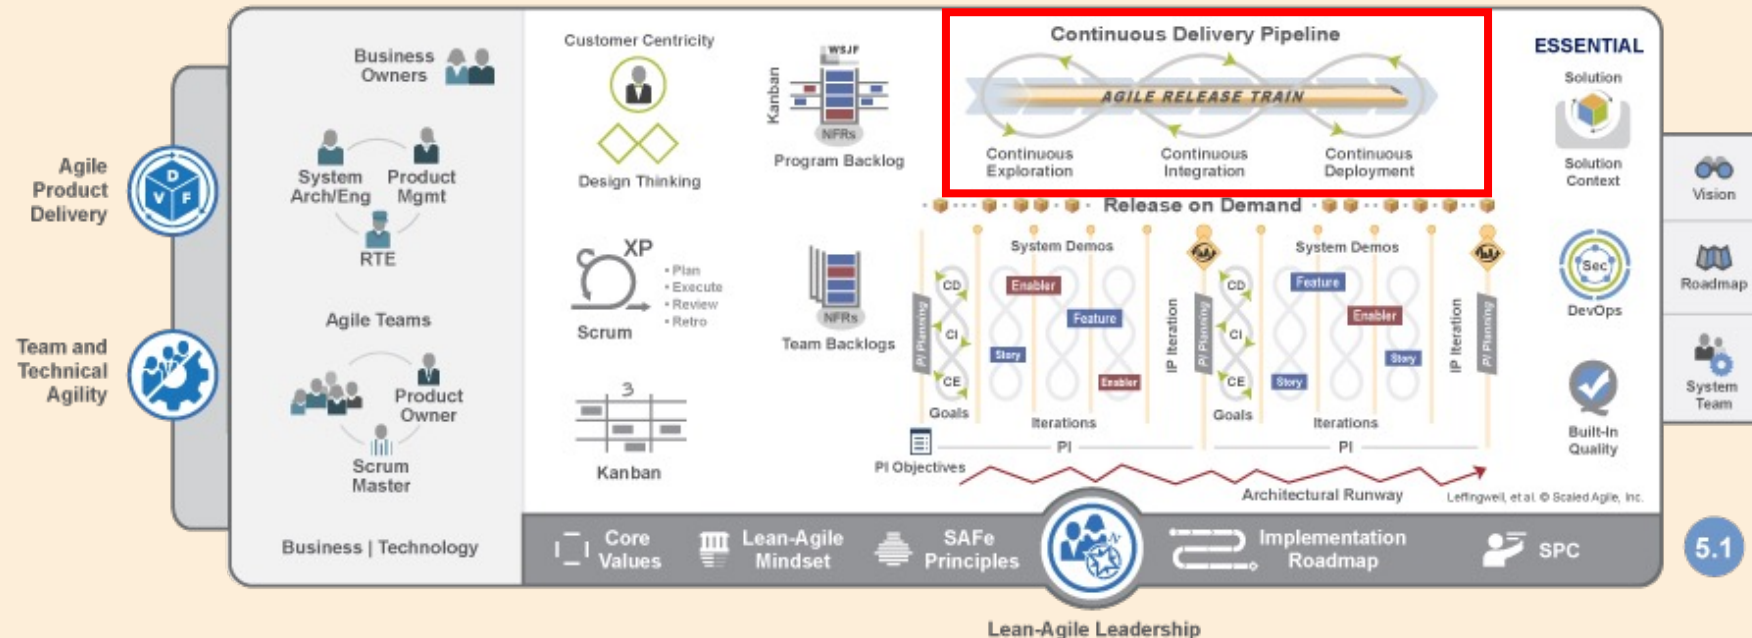 Agile
Product
Delivery
D
V F
Team and
Technical
Agility
Business
Owners
System
Arch/Eng
Product
Mgmt
RTE
Agile Teams
Product
Owner
Scrum
Master
Business | Technology
Customer Centricity
Design Thinking
XP
• Plan
• Execute
• Review
• Retro
Scrum
3
Kanban
WSJF
Kanban
NFRs
Program Backlog
NFRs
Team Backlogs
Continuous Delivery Pipeline
AGILE RELEASE TRAIN
Continuous
Exploration
Continuous
Integration
Continuous
Deployment
Release on Demand
System Demos
System Demos
PI Planning
CD
CI
CE
Goals
Enabler
Feature
Story
Enabler
Iterations
IP Iteration
PI Planning
CD
CI
CE
Goals
Feature
Enabler
Story
Story
Iterations
IP Iteration
PI Planning
PI
PI
PI Objectives
Architectural Runway
Leffingwell, et al. © Scaled Agile, Inc.
ESSENTIAL
Solution
Solution
Context
Sec
DevOps
Built-In
Quality
Vision
Roadmap
System
Team
Core
Values
Lean-Agile
Mindset
SAFe
Principles
N
Implementation
Roadmap
SPC
5.1
Lean-Agile Leadership